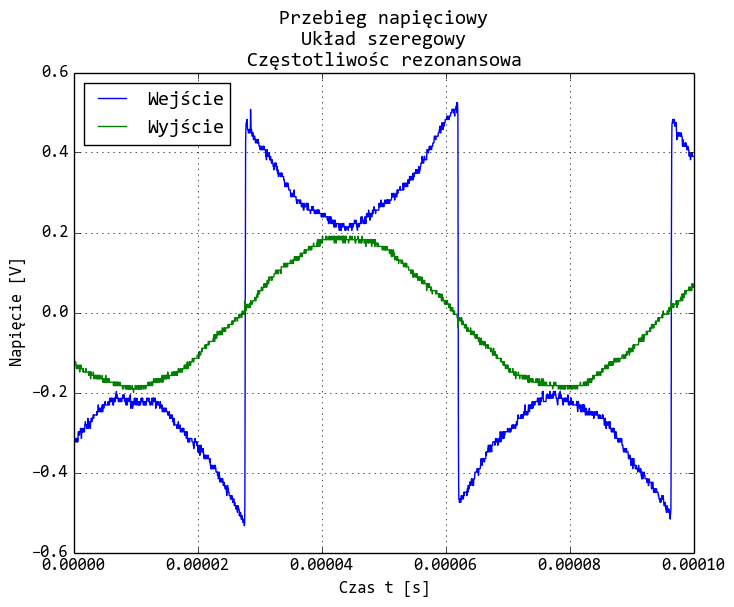 Przebieg napięciowy
Układ szeregowy
Częstotliwośc rezonansowa
Wejście
Wyjście
0.6
0.4
0.2
0.0
−0.2
−0.4
−0.6
Napięcie [V]
0.00000 0.00002 0.00004 0.00006 0.00008 0.00010
Czas t [s]